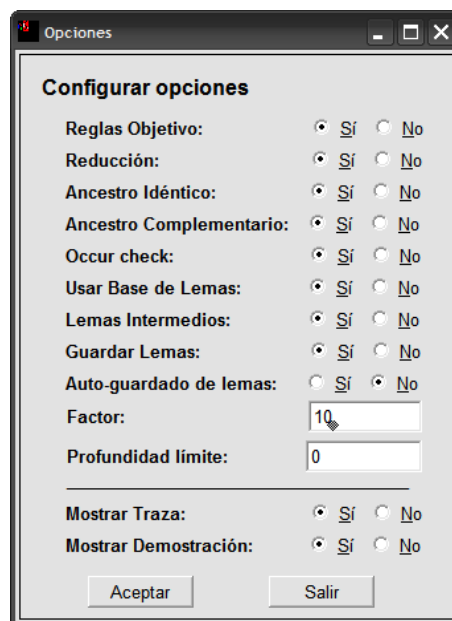 Opciones
Configurar opciones
Reglas Objetivo: Sí No
Reducción: Sí No
Ancestro Idéntico: Sí No
Ancestro Complementario: Sí No
Occur check: Sí No
Usar Base de Lemas: Sí No
Lemas Intermedios: Sí No
Guardar Lemas: Sí No
Auto-guardado de lemas: Sí No
Factor: 10
Profundidad límite: 0
Mostrar Traza: Sí No
Mostrar Demostración: Sí No
Aceptar Salir